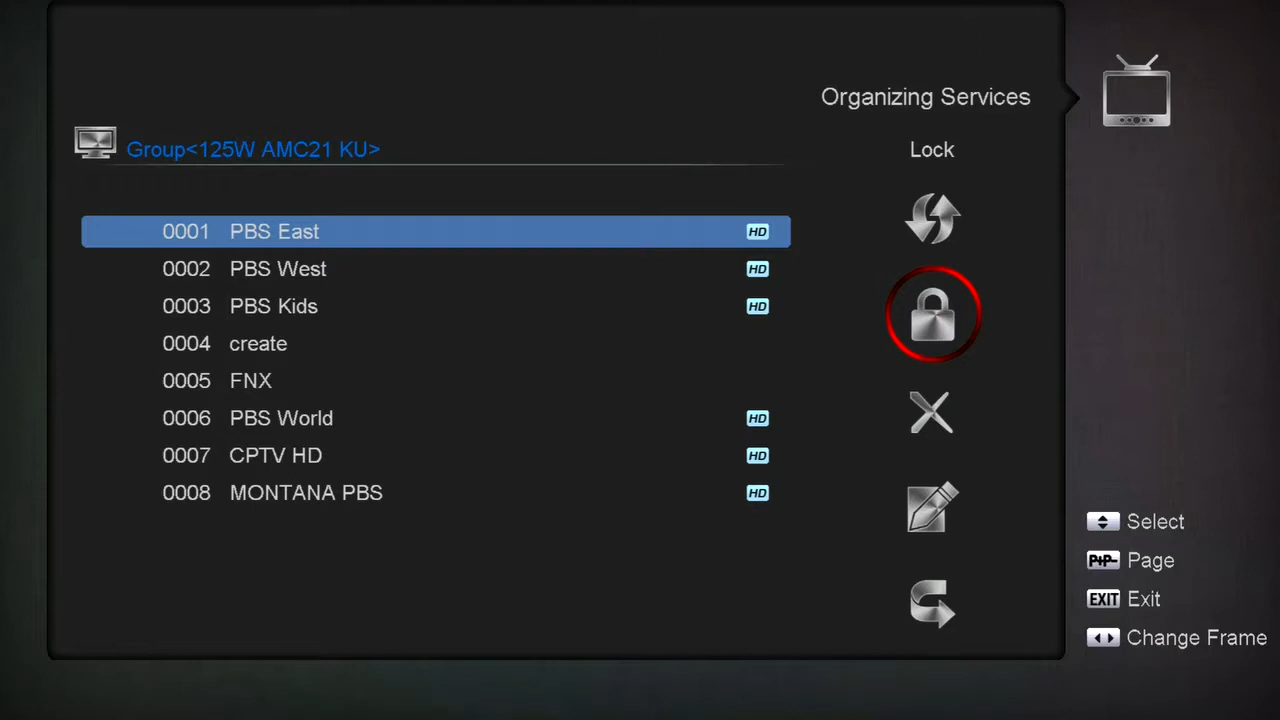 Organizing Services
Group<125W AMC21 KU>
Lock
0001 PBS East HD
0002 PBS West HD
0003 PBS Kids HD
0004 create
0005 FNX
0006 PBS World HD
0007 CPTV HD HD
0008 MONTANA PBS HD
Select
P+P- Page
EXIT Exit
Change Frame